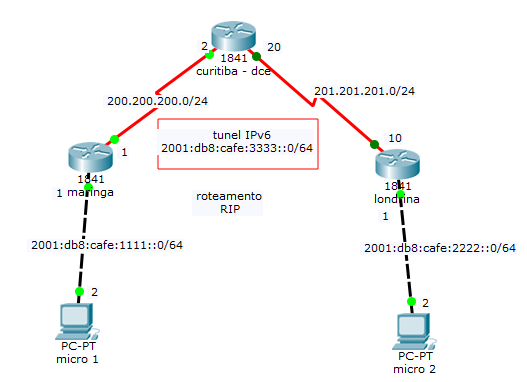 2
20
1841
curitiba - dce
200.200.200.0/24
201.201.201.0/24
tunel IPv6
2001:db8:cafe:3333::0/64
1
10
1841
1 maringa
1841
londrina
1
roteamento
RIP
2001:db8:cafe:1111::0/64
2001:db8:cafe:2222::0/64
2
2
PC-PT
micro 1
PC-PT
micro 2